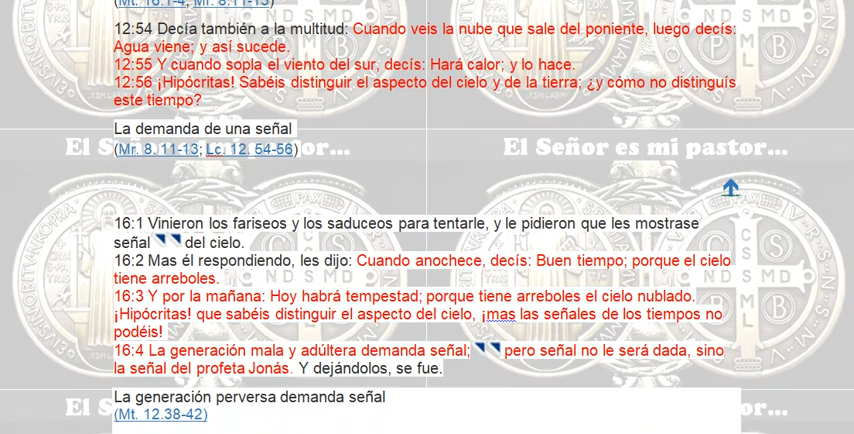 (Mt. 16.1-4; Mr. 8.11-13)
12:54 Decía también a la multitud: Cuando veis la nube que sale del poniente, luego decís:
Agua viene; y así sucede.
12:55 Y cuando sopla el viento del sur, decís: Hará calor; y lo hace.
12:56 ¡Hipócritas! Sabéis distinguir el aspecto del cielo y de la tierra; ¿y cómo no distinguís
este tiempo?
La demanda de una señal
(Mr. 8. 11-13; Lc. 12. 54-56)
El Señor es mi pastor...
16:1 Vinieron los fariseos y los saduceos para tentarle, y le pidieron que les mostrase
señal del cielo.
16:2 Mas él respondiendo, les dijo: Cuando anochece, decís: Buen tiempo; porque el cielo
tiene arreboles.
16:3 Y por la mañana: Hoy habrá tempestad; porque tiene arreboles el cielo nublado.
¡Hipócritas! que sabéis distinguir el aspecto del cielo, ¡mas las señales de los tiempos no
podéis!
16:4 La generación mala y adúltera demanda señal; pero señal no le será dada, sino
la señal del profeta Jonás. Y dejándolos, se fue.
La generación perversa demanda señal
(Mt. 12.38-42)